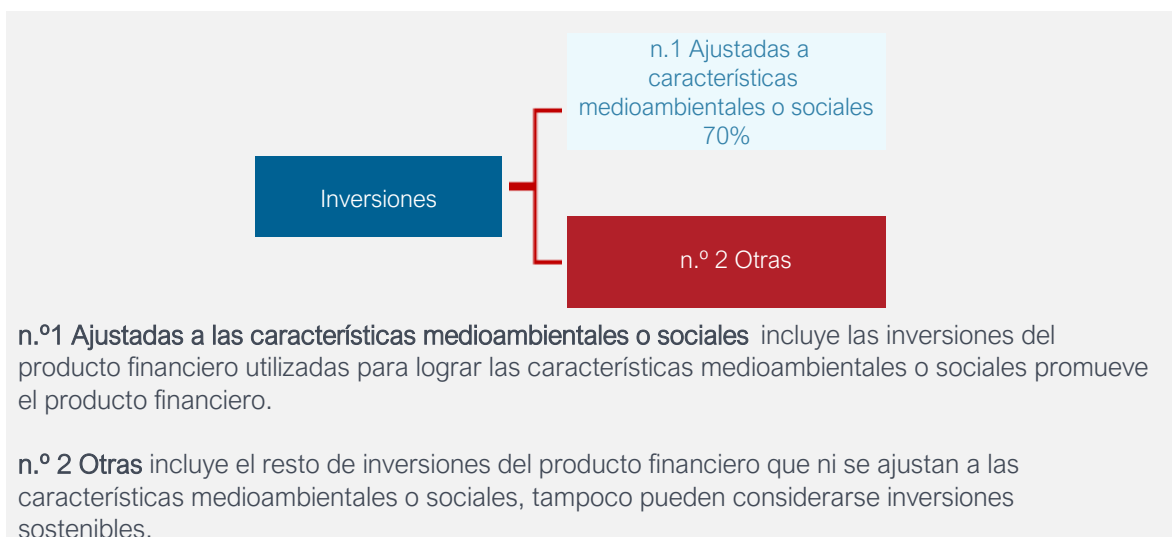 n.1 Ajustadas a
características
medioambientales o sociales
70%
Inversiones
n.º 2 Otras
n.º1 Ajustadas a las características medioambientales o sociales incluye las inversiones del
producto financiero utilizadas para lograr las características medioambientales o sociales promueve
el producto financiero.
n.º 2 Otras incluye el resto de inversiones del producto financiero que ni se ajustan a las
características medioambientales o sociales, tampoco pueden considerarse inversiones
sostenibles.